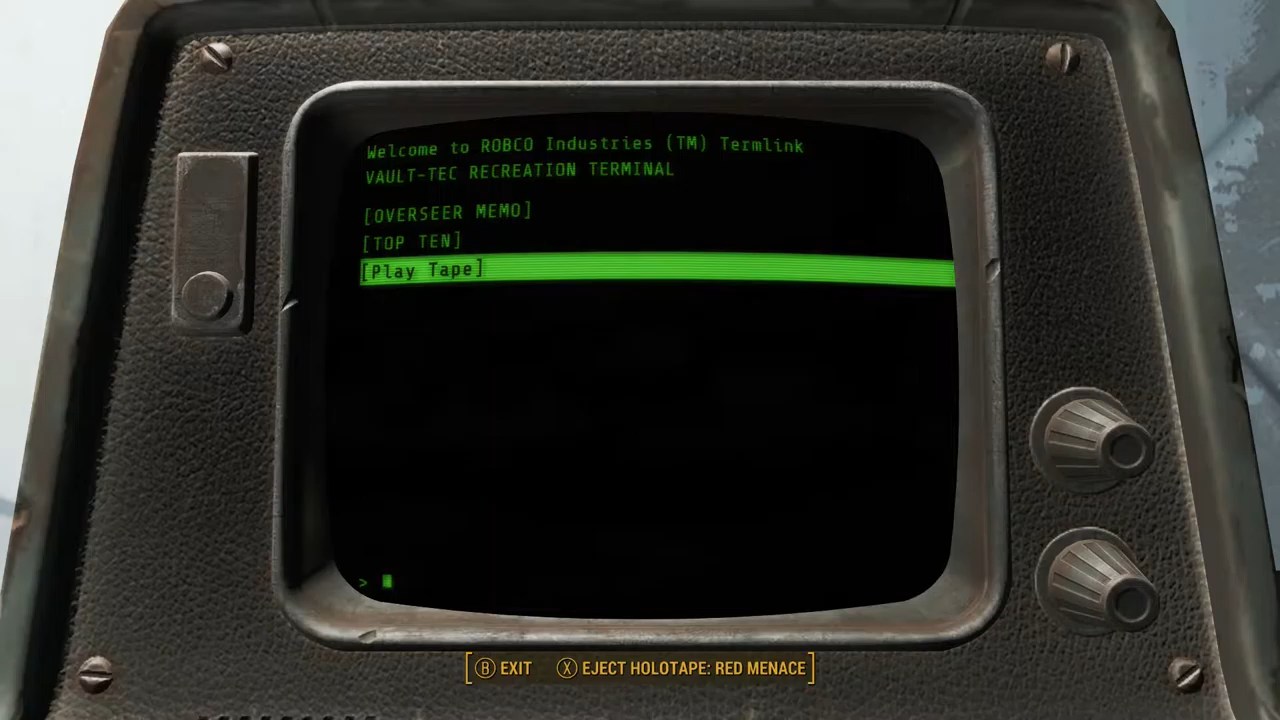 Welcome to ROBCO Industries (TM) Termlink
VAULT-TEC RECREATION TERMINAL
[OVERSEER MEMO]
[TOP TEN]
[Play Tape]
>
[Ⓑ EXIT Ⓧ EJECT HOLOTAPE: RED MENACE]